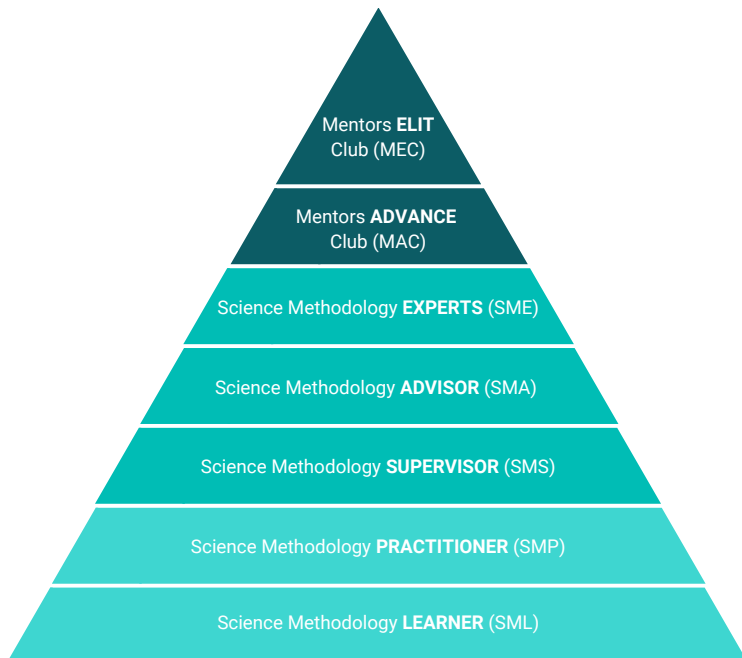 Mentors ELIT
Club (MEC)
Mentors ADVANCE
Club (MAC)
Science Methodology EXPERTS (SME)
Science Methodology ADVISOR (SMA)
Science Methodology SUPERVISOR (SMS)
Science Methodology PRACTITIONER (SMP)
Science Methodology LEARNER (SML)